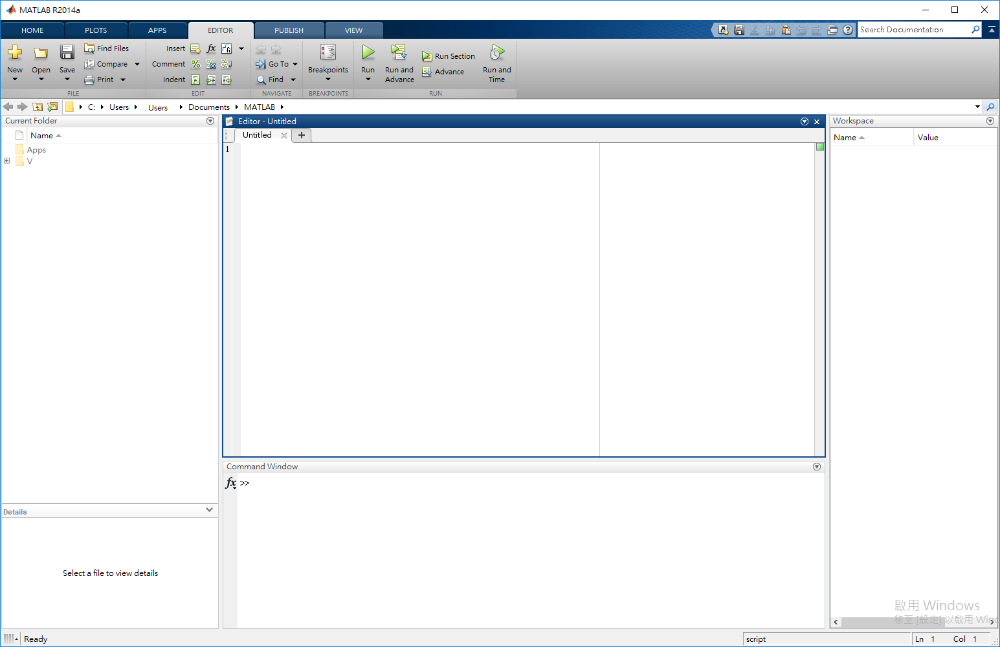 MATLAB R2014a
HOME PLOTS APPS EDITOR PUBLISH VIEW
Search Documentation
New Open Save
Find Files
Compare
Print
FILE
Insert
Comment
Indent
EDIT
Go To
Find
NAVIGATE
Breakpoints
BREAKPOINTS
Run
Run and Advance
Run Section
Advance
Run and Time
RUN
C: Users Users Documents MATLAB
Current Folder
Name
Apps
V
Details
Select a file to view details
Editor - Untitled
Untitled
1
Command Window
fx >>
Workspace
Name Value
啟用 Windows
移至 [設定] 以啟用 Wind
Ready
script
Ln 1 Col 1